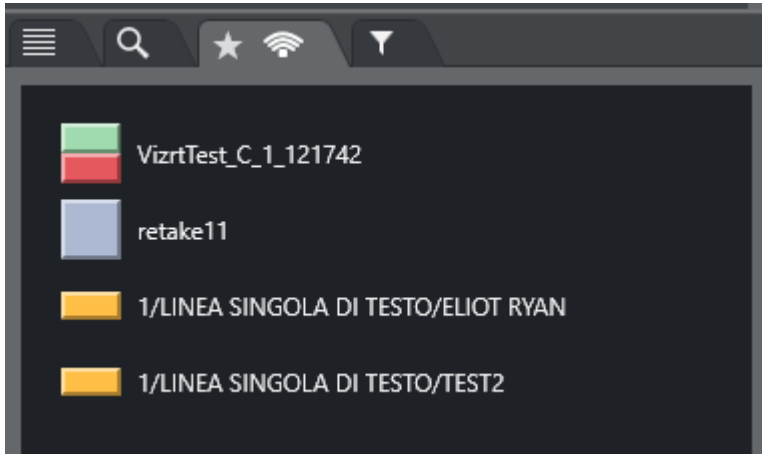 VizrtTest_C_1_121742
retake11
1/LINEA SINGOLA DI TESTO/ELIOT RYAN
1/LINEA SINGOLA DI TESTO/TEST2